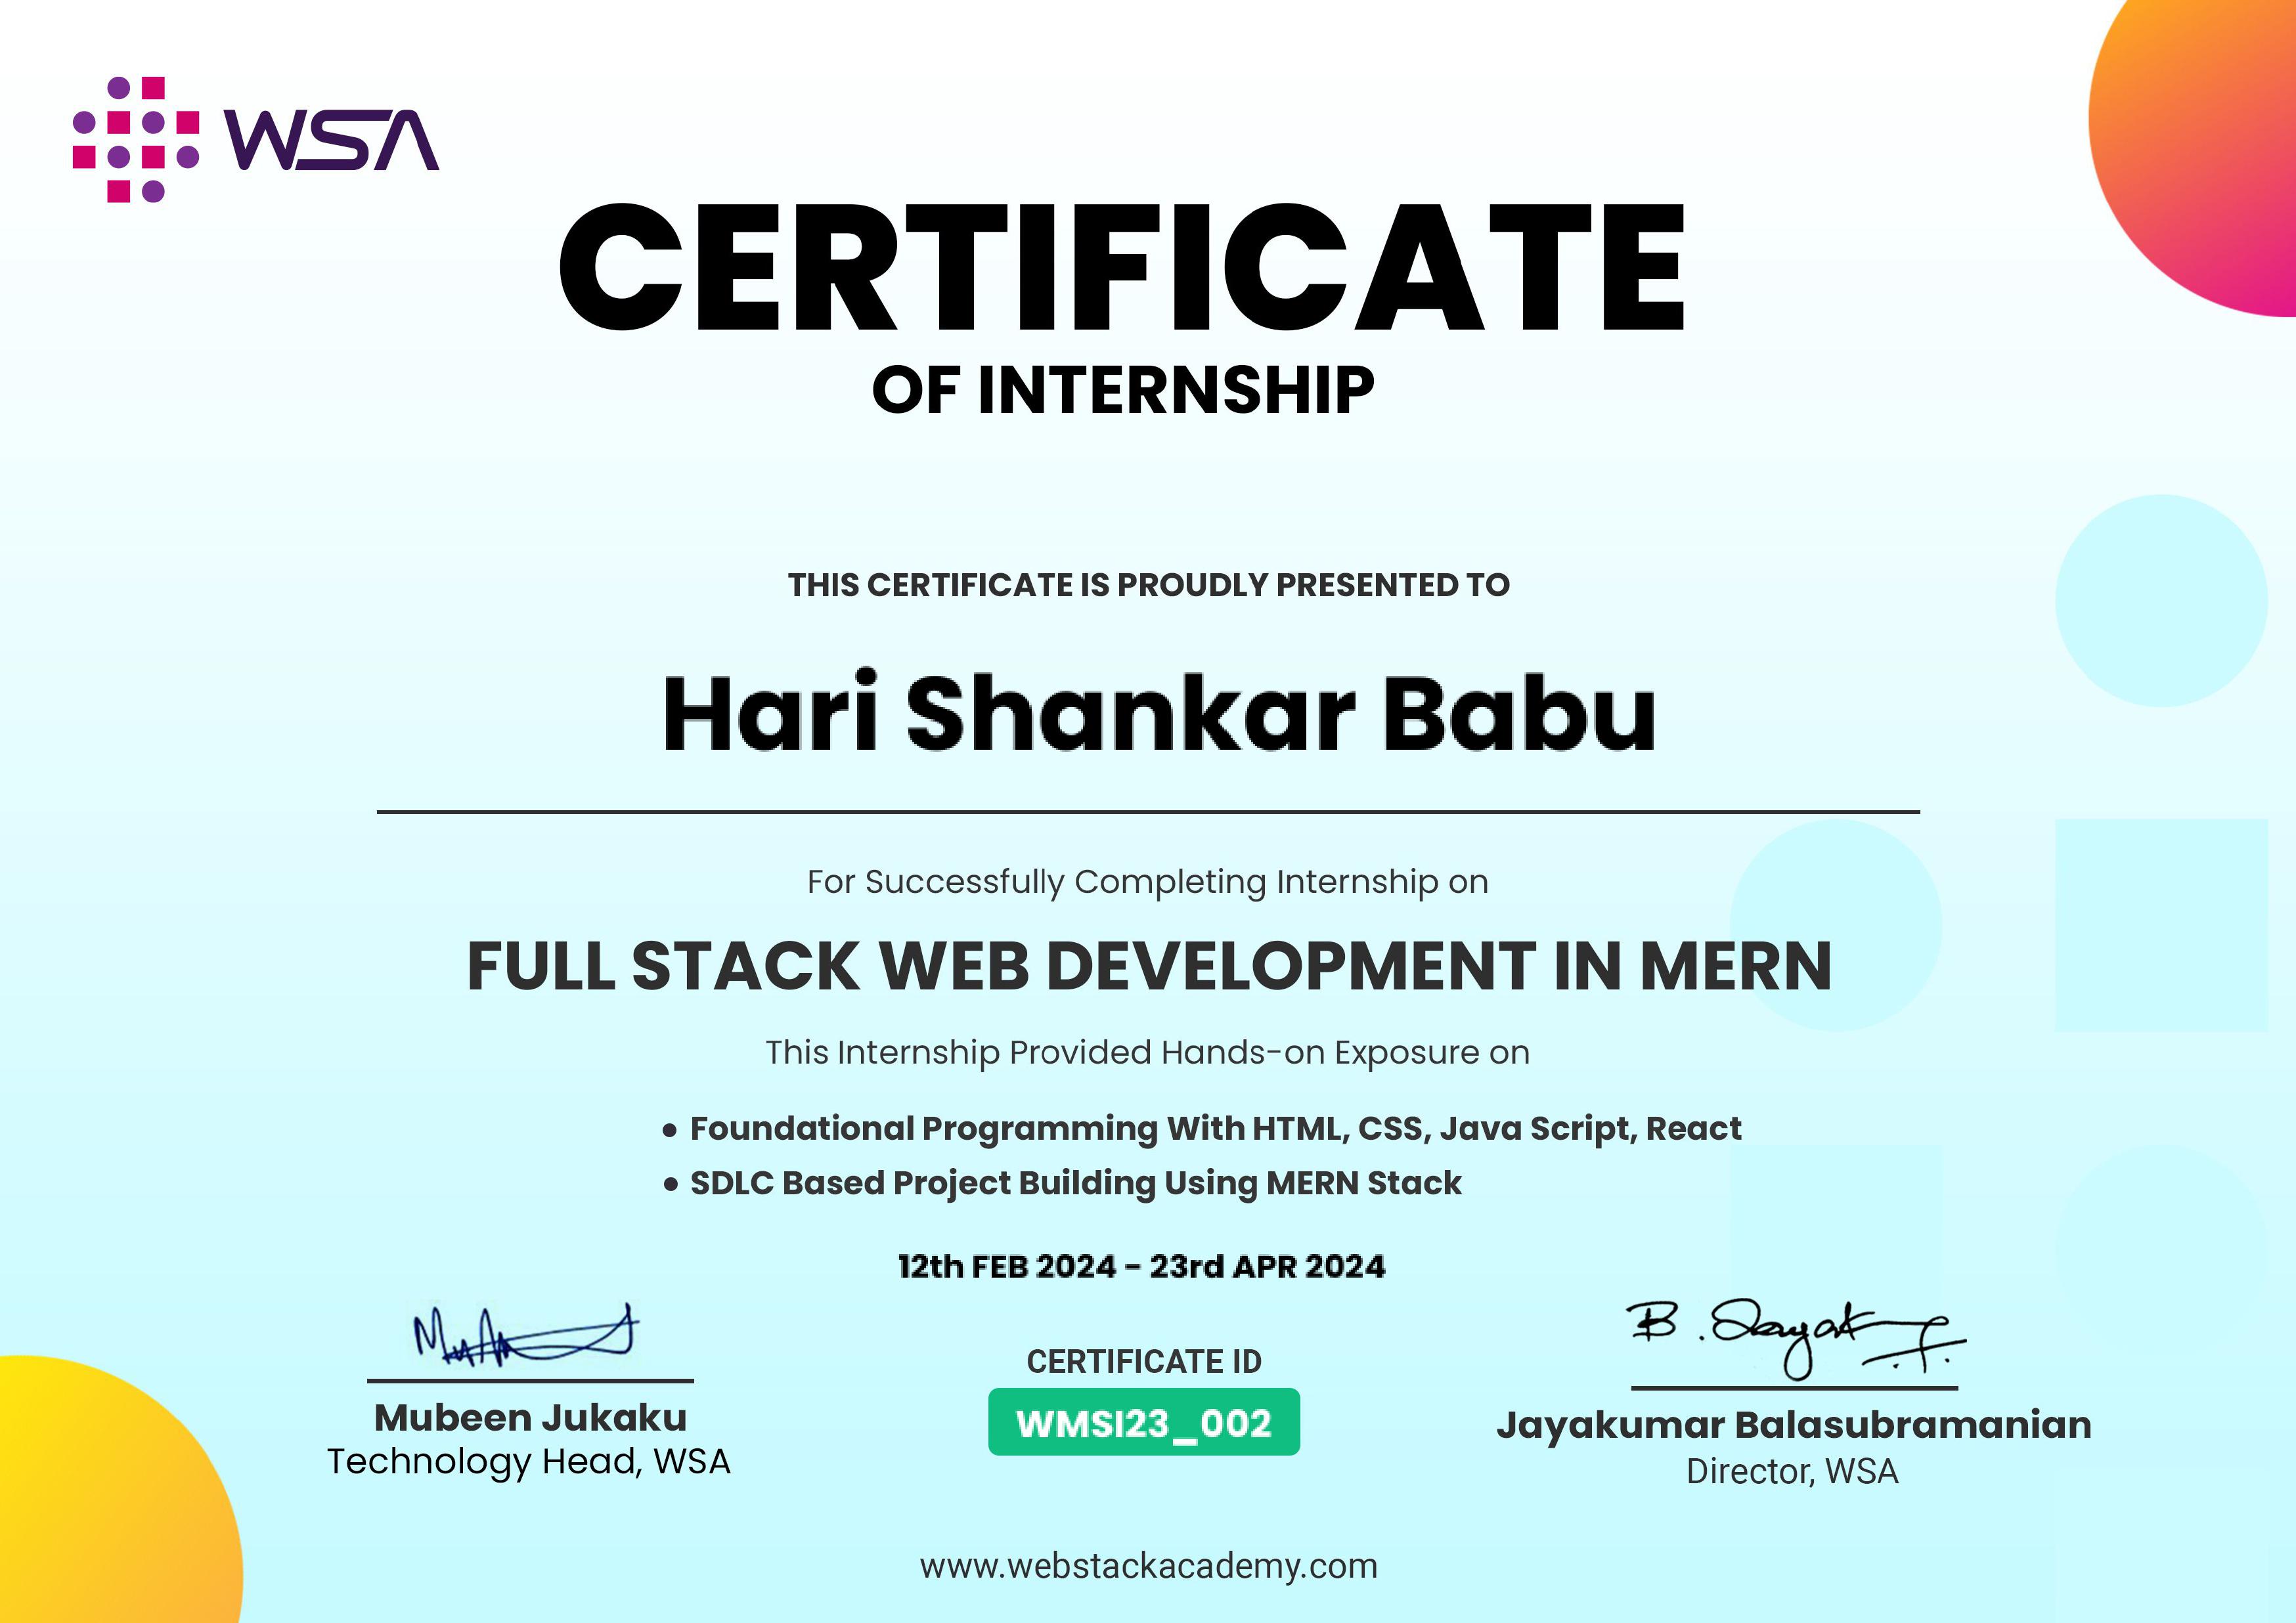 WSA
CERTIFICATE
OF INTERNSHIP
THIS CERTIFICATE IS PROUDLY PRESENTED TO
Hari Shankar Babu
For Successfully Completing Internship on
FULL STACK WEB DEVELOPMENT IN MERN
This Internship Provided Hands-on Exposure on
• Foundational Programming With HTML, CSS, Java Script, React
• SDLC Based Project Building Using MERN Stack
12th FEB 2024 - 23rd APR 2024
Mubeen Jukaku
Technology Head, WSA
CERTIFICATE ID
WMSI23_002
B. Jayak
Jayakumar Balasubramanian
Director, WSA
www.webstackacademy.com